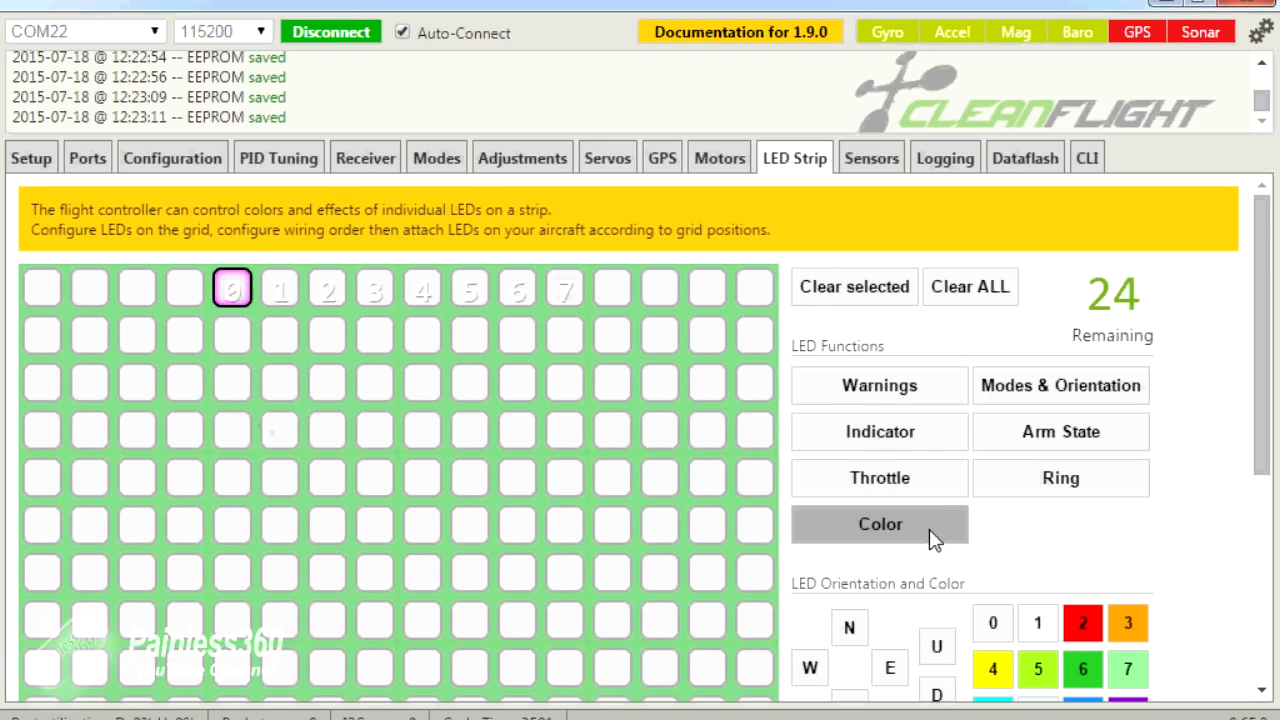 COM22 115200 Disconnect Auto-Connect Documentation for 1.9.0 Gyro Accel Mag Baro GPS Sonar
2015-07-18 @ 12:22:54 -- EEPROM saved
2015-07-18 @ 12:22:56 -- EEPROM saved
2015-07-18 @ 12:23:09 -- EEPROM saved
2015-07-18 @ 12:23:11 -- EEPROM saved
CLEANFLIGHT
Setup Ports Configuration PID Tuning Receiver Modes Adjustments Servos GPS Motors LED Strip Sensors Logging Dataflash CLI
The flight controller can control colors and effects of individual LEDs on a strip.
Configure LEDs on the grid, configure wiring order then attach LEDs on your aircraft according to grid positions.
0 1 2 3 4 5 6 7
Clear selected Clear ALL 24
Remaining
LED Functions
Warnings Modes & Orientation
Indicator Arm State
Throttle Ring
Color
LED Orientation and Color
N 0 1 2 3
U
W E 4 5 6 7
D
Painless360
YouTube Channel